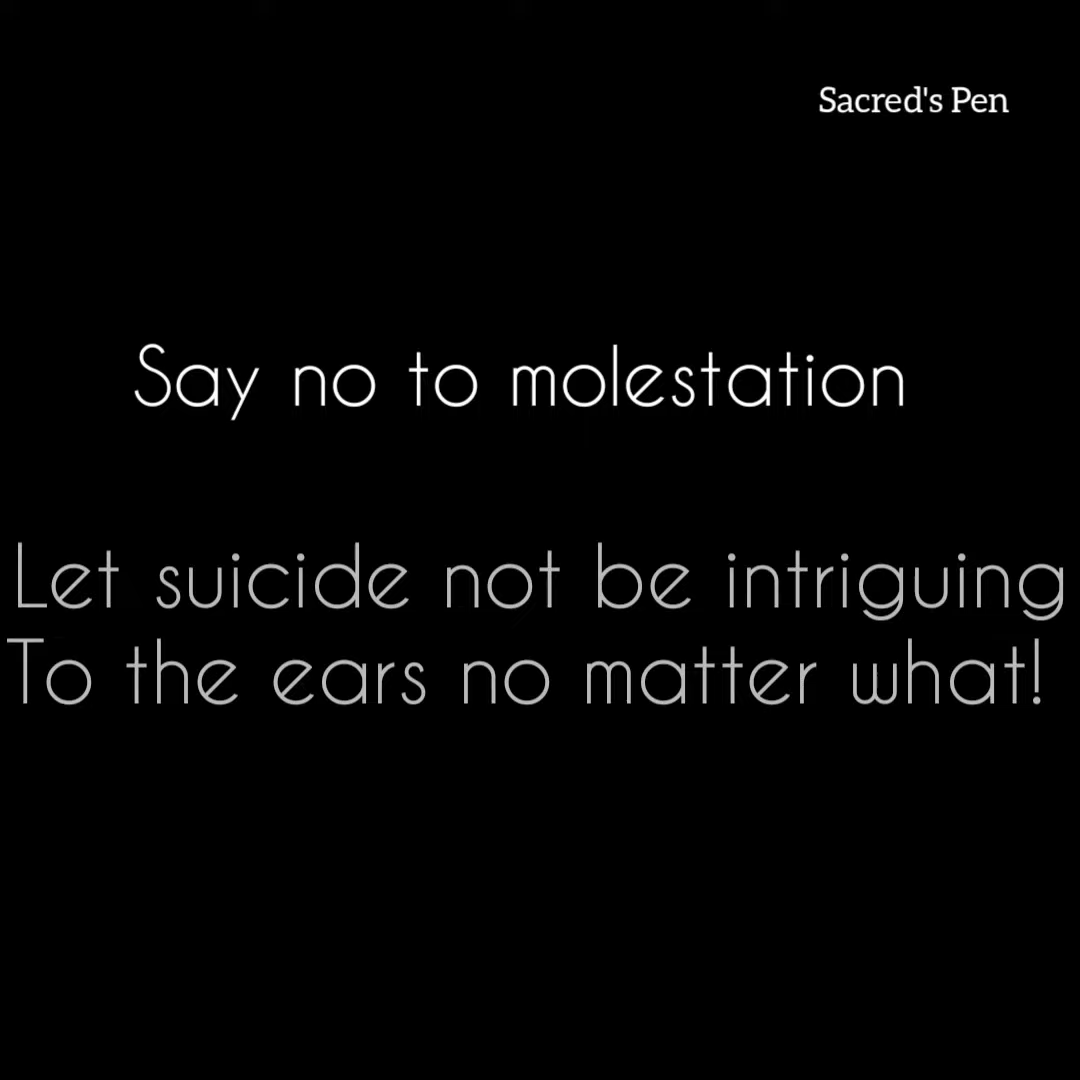 Sacred's Pen
Say no to molestation
Let suicide not be intriguing
To the ears no matter what!